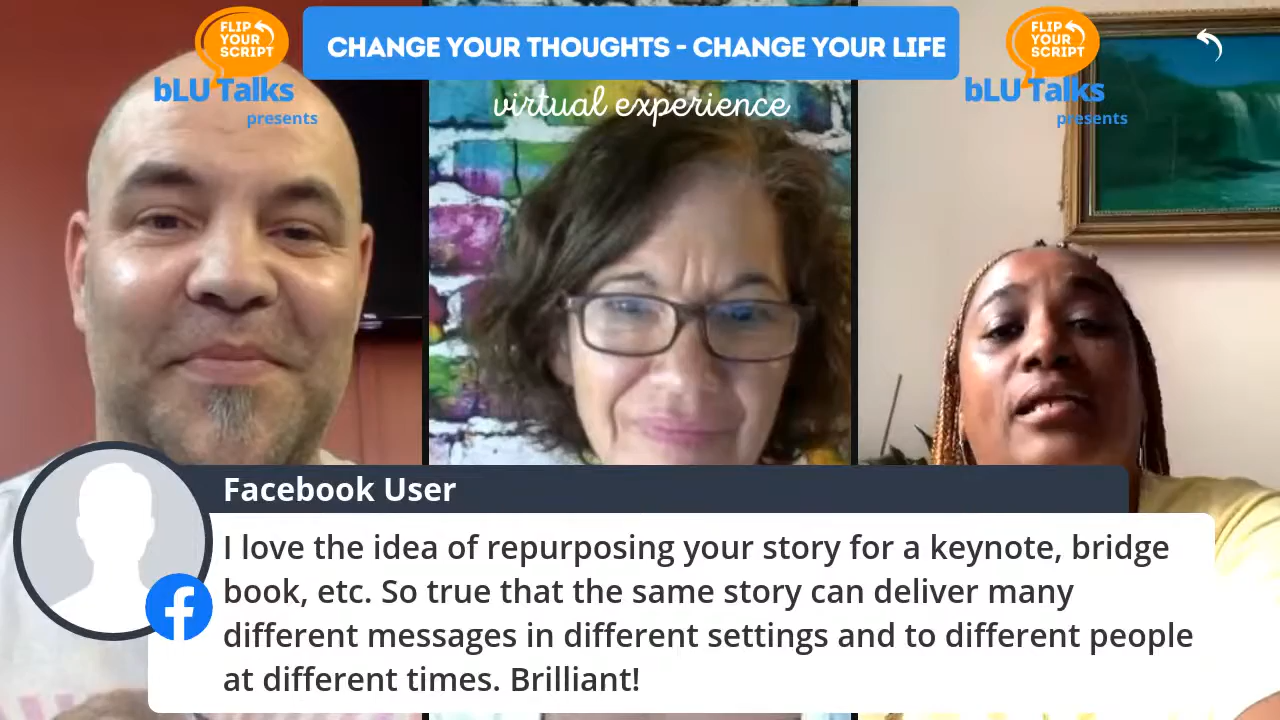 FLIP
YOUR
SCRIPT
bLU Talks
presents
CHANGE YOUR THOUGHTS - CHANGE YOUR LIFE
virtual experience
FLIP
YOUR
SCRIPT
bLU Talks
presents
Facebook User
I love the idea of repurposing your story for a keynote, bridge
book, etc. So true that the same story can deliver many
different messages in different settings and to different people
at different times. Brilliant!